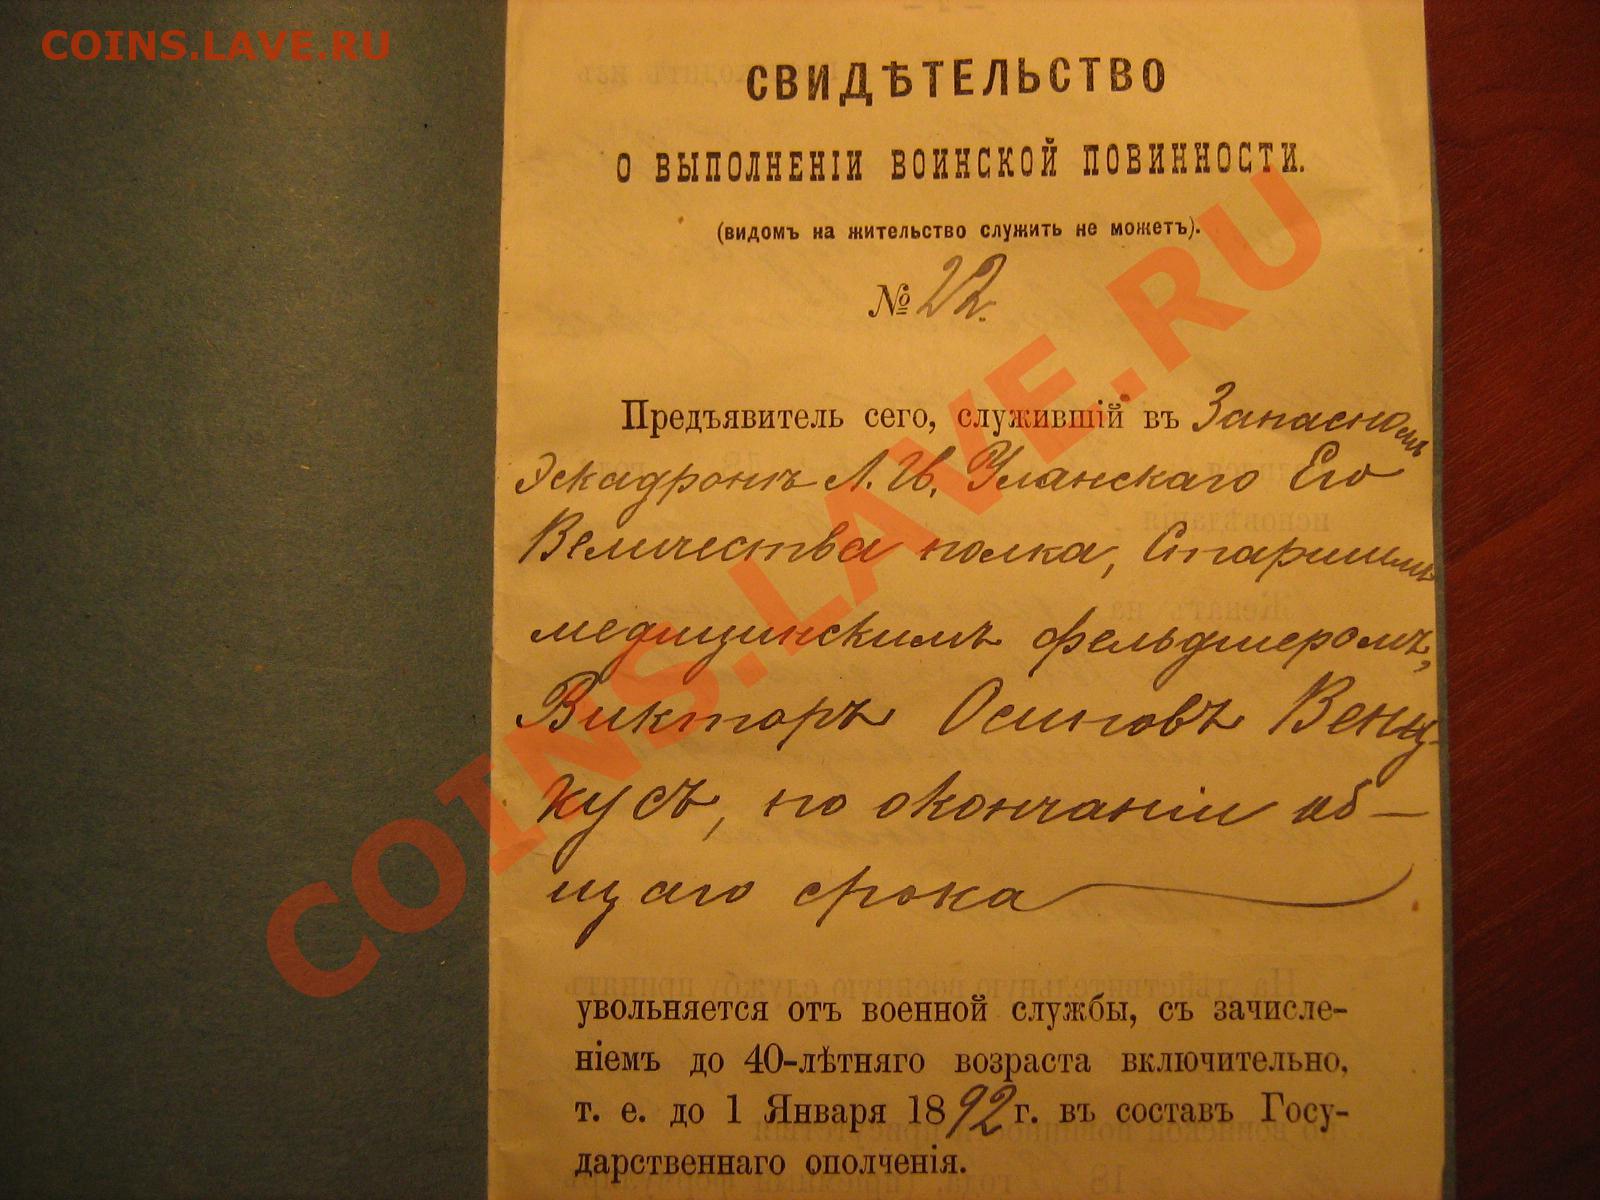 COINS.LAVE.RU
СВИДѢТЕЛЬСТВО
О ВЫПОЛНЕНІИ ВОИНСКОЙ ПОВИННОСТИ.
(видомъ на жительство служить не можетъ).
№ 22.
Предъявитель сего, служившій въ Запасномъ
Эскадронѣ Л. Гв. Уланскаго Его
Величества полка, Старшимъ
медицинскимъ фельдшеромъ,
Викторъ Осиповъ Венц-
кусъ, по окончаніи об-
щаго срока
увольняется отъ военной службы, съ зачисле-
ніемъ до 40-лѣтняго возраста включительно,
т. е. до 1 Января 1892 г. въ составъ Госу-
дарственнаго ополченія.
COINS.LAVE.RU